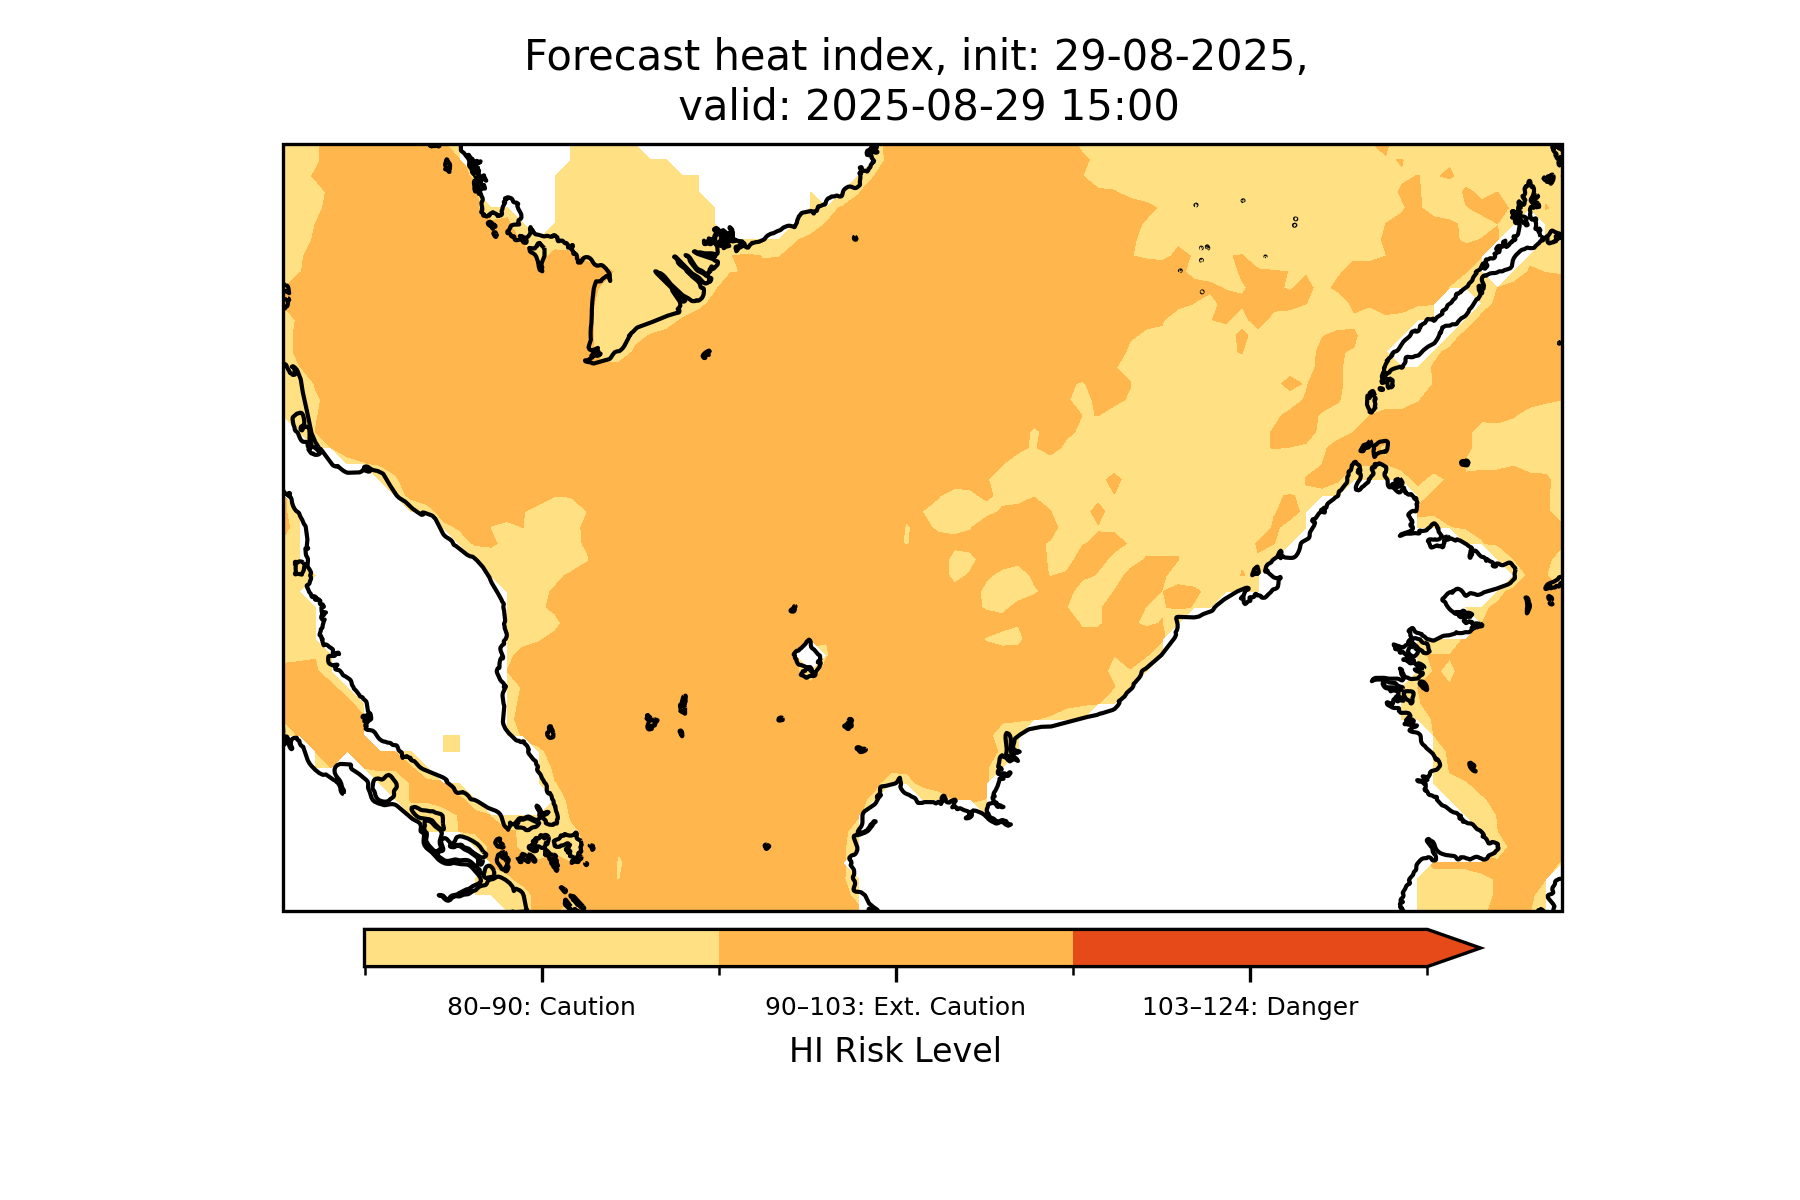 Forecast heat index, init: 29-08-2025,
valid: 2025-08-29 15:00
80–90: Caution
90–103: Ext. Caution
103–124: Danger
HI Risk Level